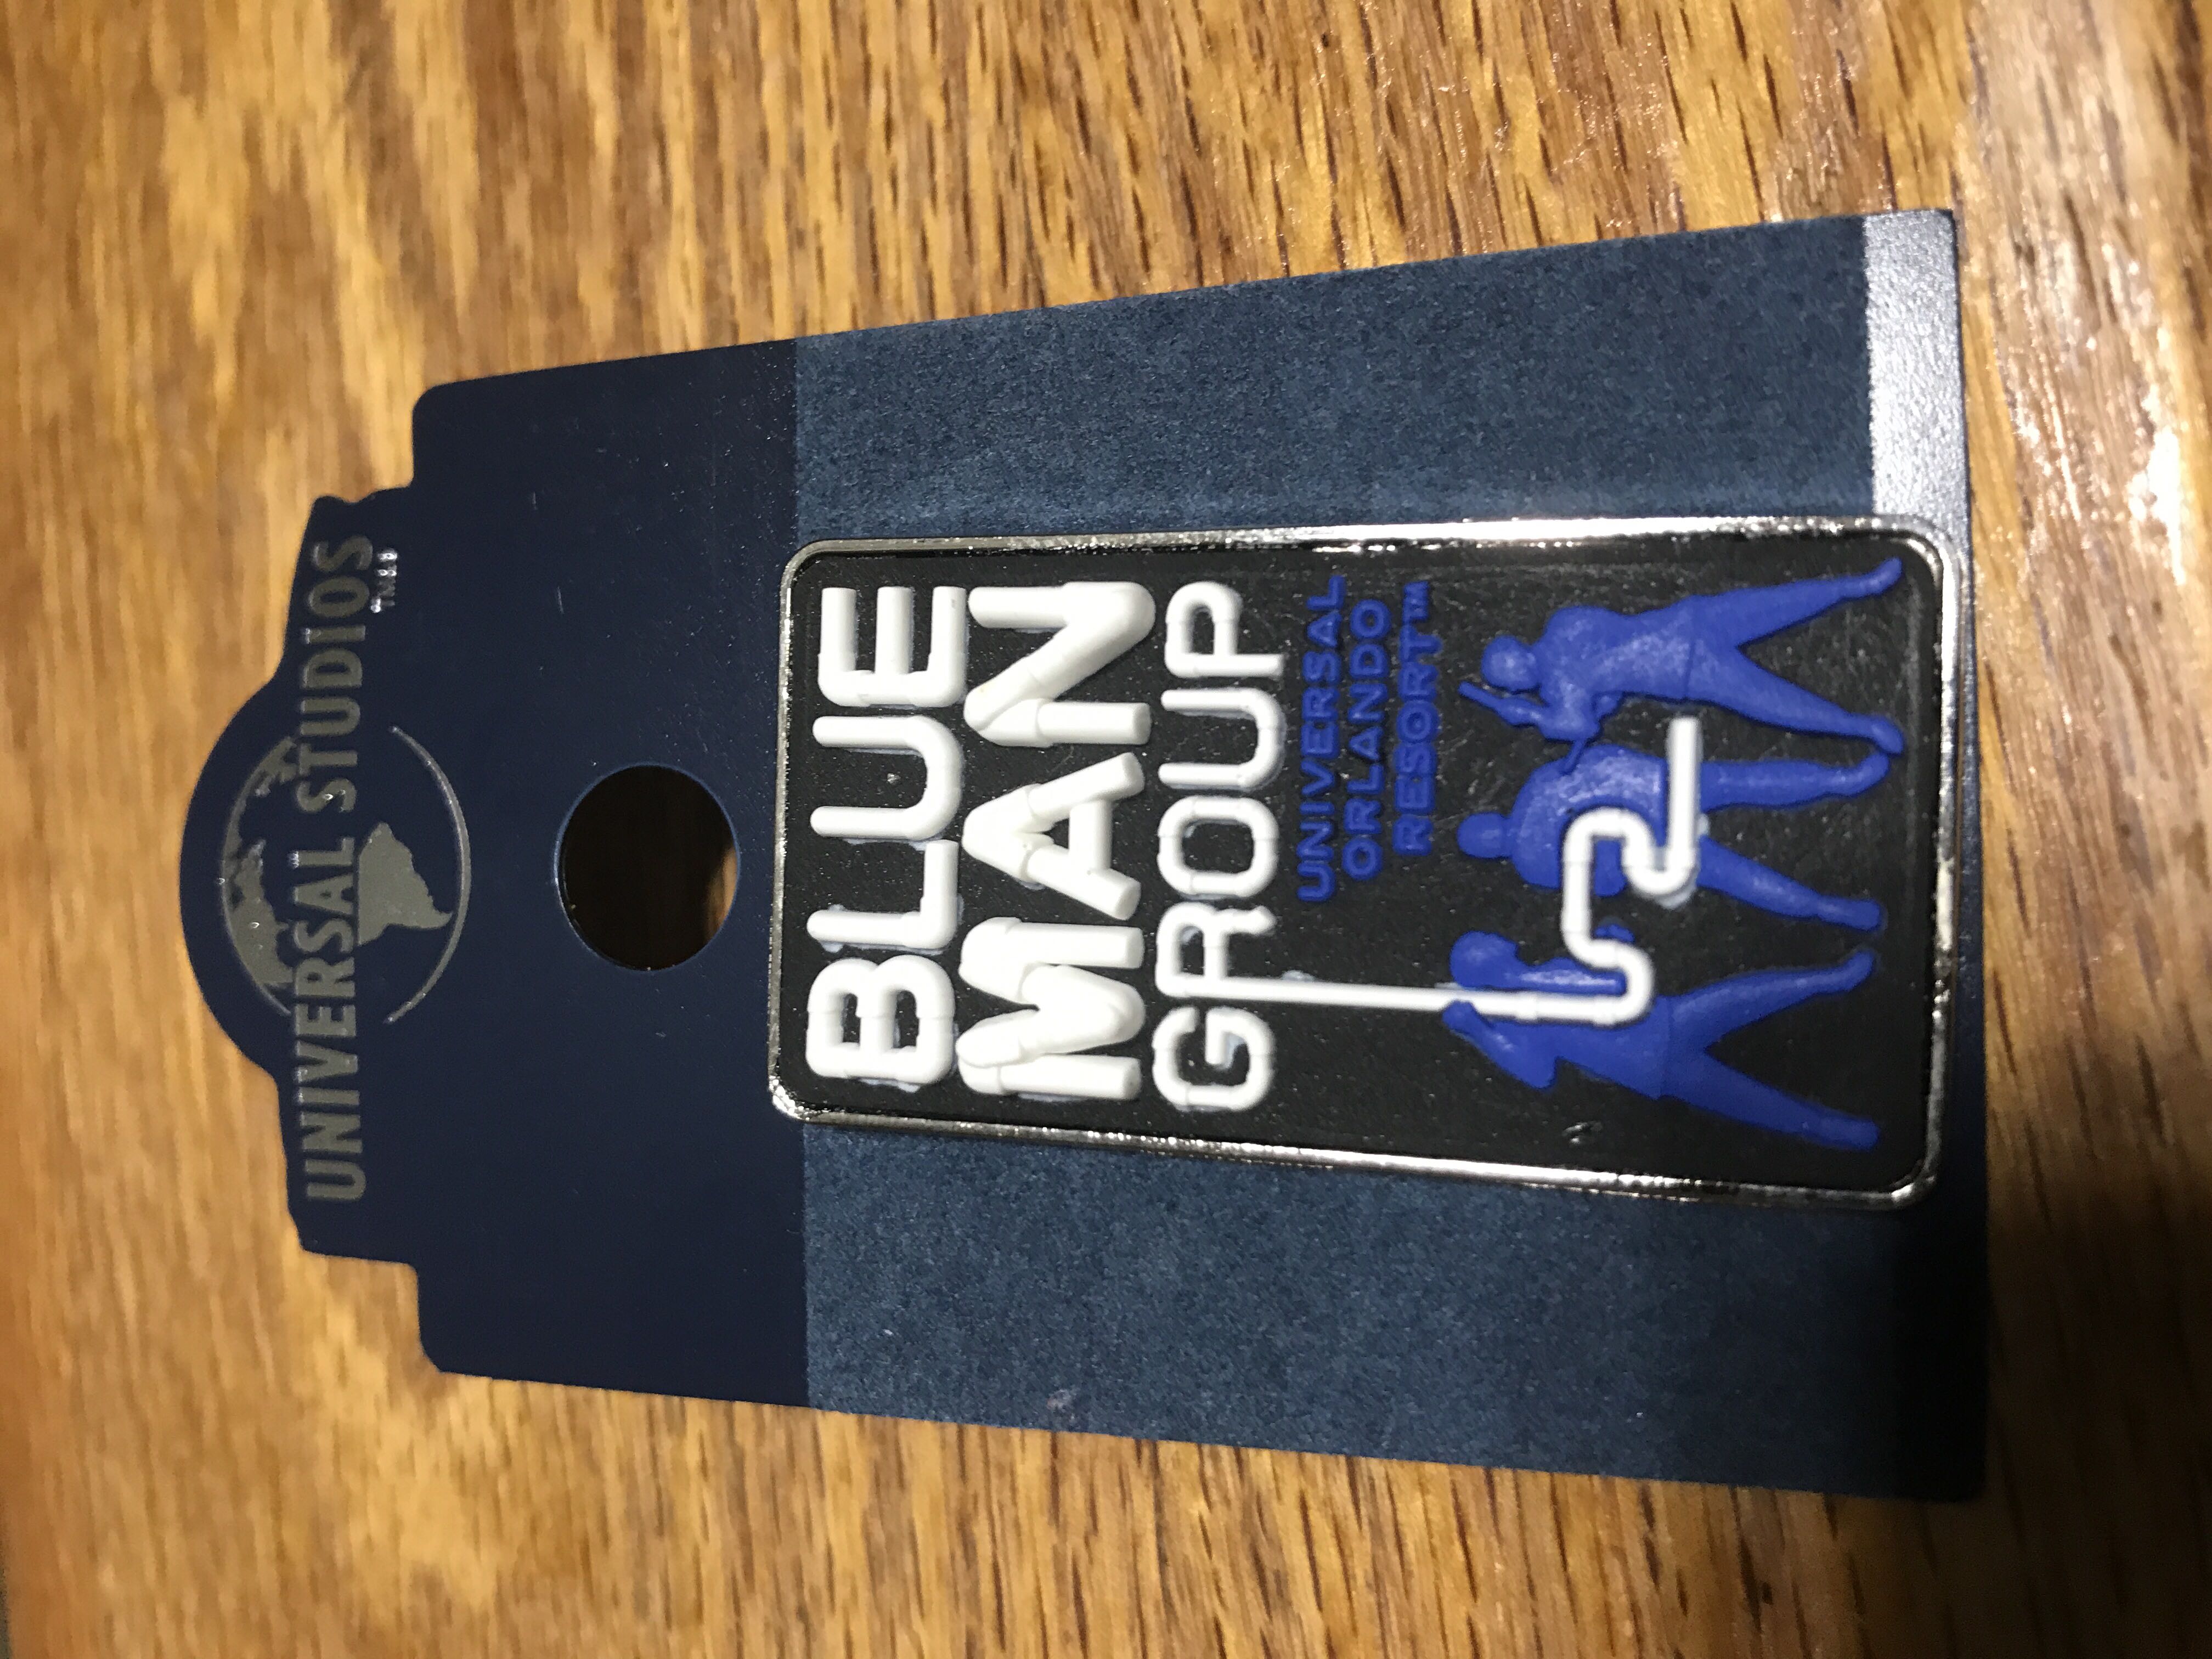 UNIVERSAL STUDIOS
BLUE
MAN
GROUP
UNIVERSAL
ORLANDO
RESORT™